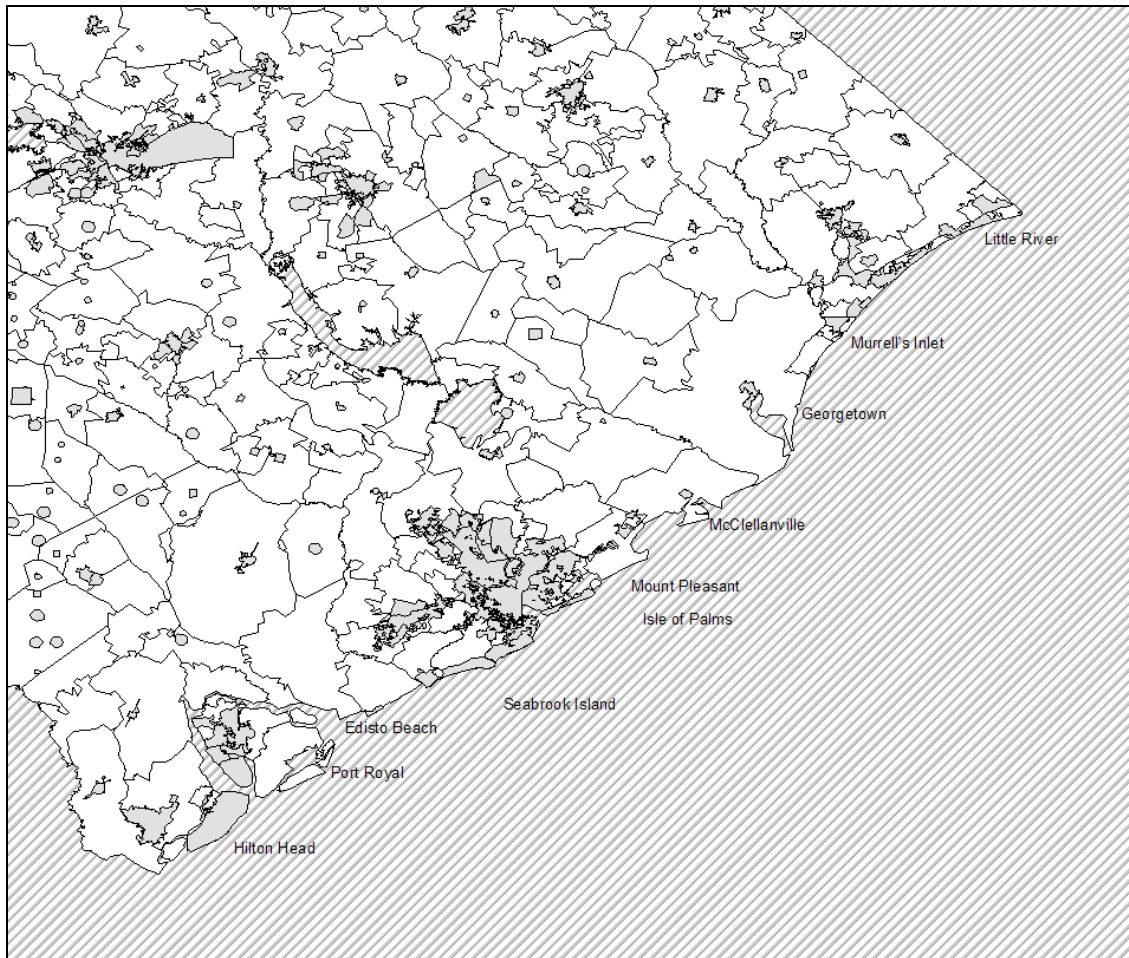 Little River
Murrell's Inlet
Georgetown
McClellanville
Mount Pleasant
Isle of Palms
Seabrook Island
Edisto Beach
Port Royal
Hilton Head